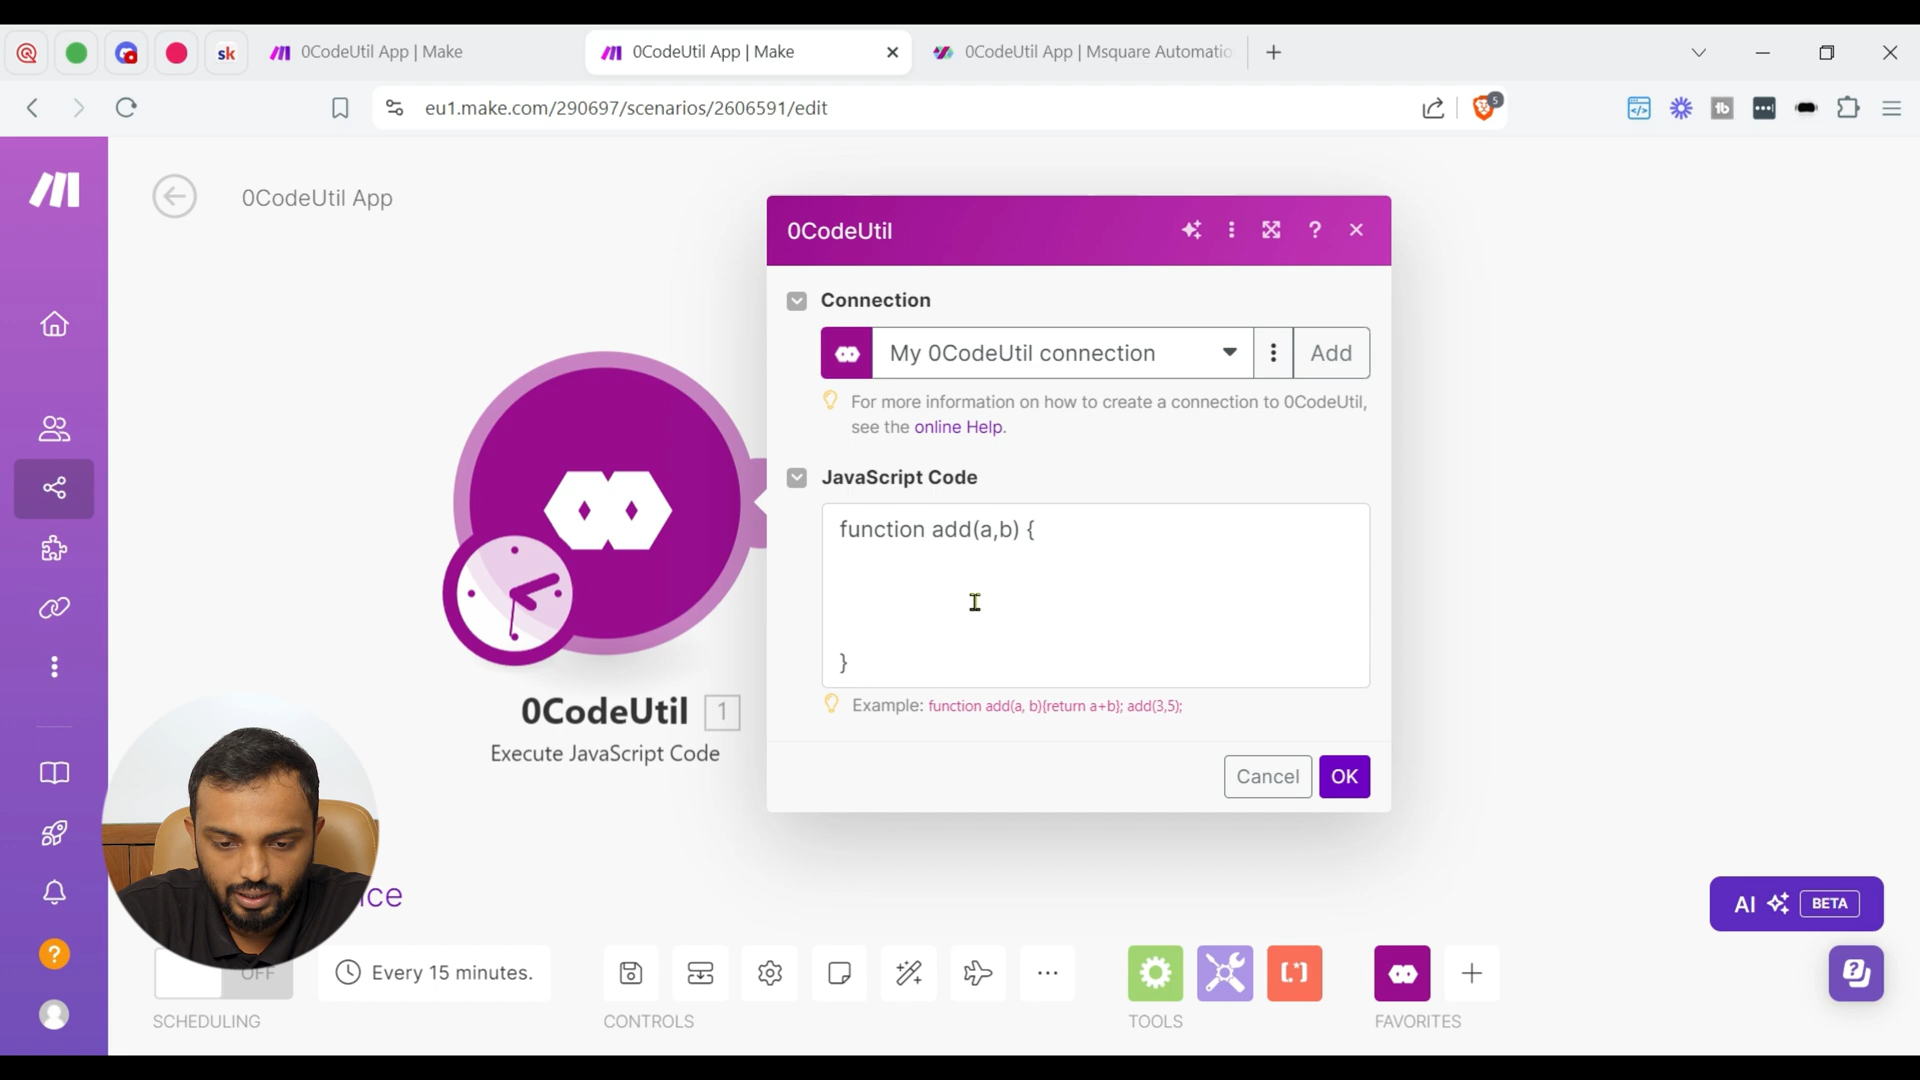 sk
0CodeUtil App | Make
0CodeUtil App | Make
0CodeUtil App | Msquare Automatio
eu1.make.com/290697/scenarios/2606591/edit
5
0CodeUtil App
0CodeUtil
Connection
My 0CodeUtil connection
Add
For more information on how to create a connection to 0CodeUtil,
see the online Help.
JavaScript Code
function add(a,b) {
}
Example: function add(a, b){return a+b}; add(3,5);
Cancel
OK
0CodeUtil
1
Execute JavaScript Code
AI
BETA
OFF
Every 15 minutes.
SCHEDULING
CONTROLS
TOOLS
FAVORITES